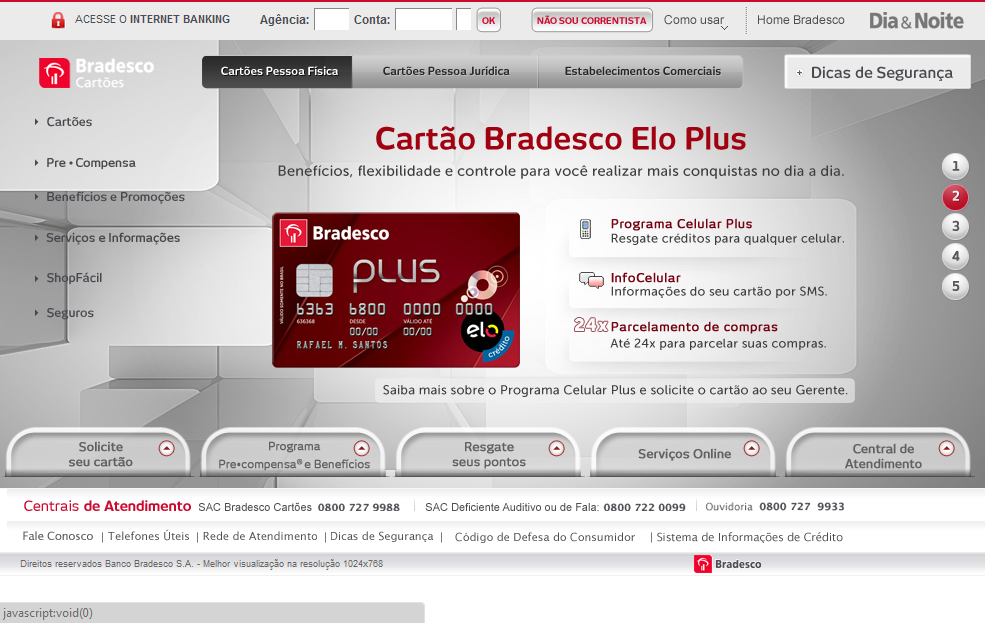 ACESSE O INTERNET BANKING Agência: Conta: OK NÃO SOU CORRENTISTA Como usar Home Bradesco Dia & Noite
Bradesco
Cartões
Cartões Pessoa Física Cartões Pessoa Jurídica Estabelecimentos Comerciais
+ Dicas de Segurança
Cartões
Pre • Compensa
Benefícios e Promoções
Serviços e Informações
ShopFácil
Seguros
Cartão Bradesco Elo Plus
Benefícios, flexibilidade e controle para você realizar mais conquistas no dia a dia.
Bradesco
plus
VÁLIDO SOMENTE NO BRASIL
6363 6800 0000 0000
636368 DESDE VÁLIDO ATÉ
00/00 00/00
RAFAEL M. SANTOS
elo
crédito
Programa Celular Plus
Resgate créditos para qualquer celular.
InfoCelular
Informações do seu cartão por SMS.
24x Parcelamento de compras
Até 24x para parcelar suas compras.
1
2
3
4
5
Saiba mais sobre o Programa Celular Plus e solicite o cartão ao seu Gerente.
Solicite
seu cartão
Programa
Pre•compensa® e Benefícios
Resgate
seus pontos
Serviços Online
Central de
Atendimento
Centrais de Atendimento SAC Bradesco Cartões 0800 727 9988 SAC Deficiente Auditivo ou de Fala: 0800 722 0099 Ouvidoria 0800 727 9933
Fale Conosco | Telefones Úteis | Rede de Atendimento | Dicas de Segurança | Código de Defesa do Consumidor | Sistema de Informações de Crédito
Direitos reservados Banco Bradesco S.A. - Melhor visualização na resolução 1024x768 Bradesco
javascript:void(0)